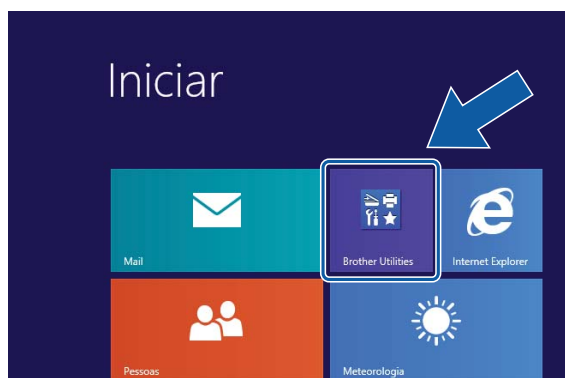 Iniciar
Mail
Brother Utilities
Internet Explorer
Pessoas
Meteorologia